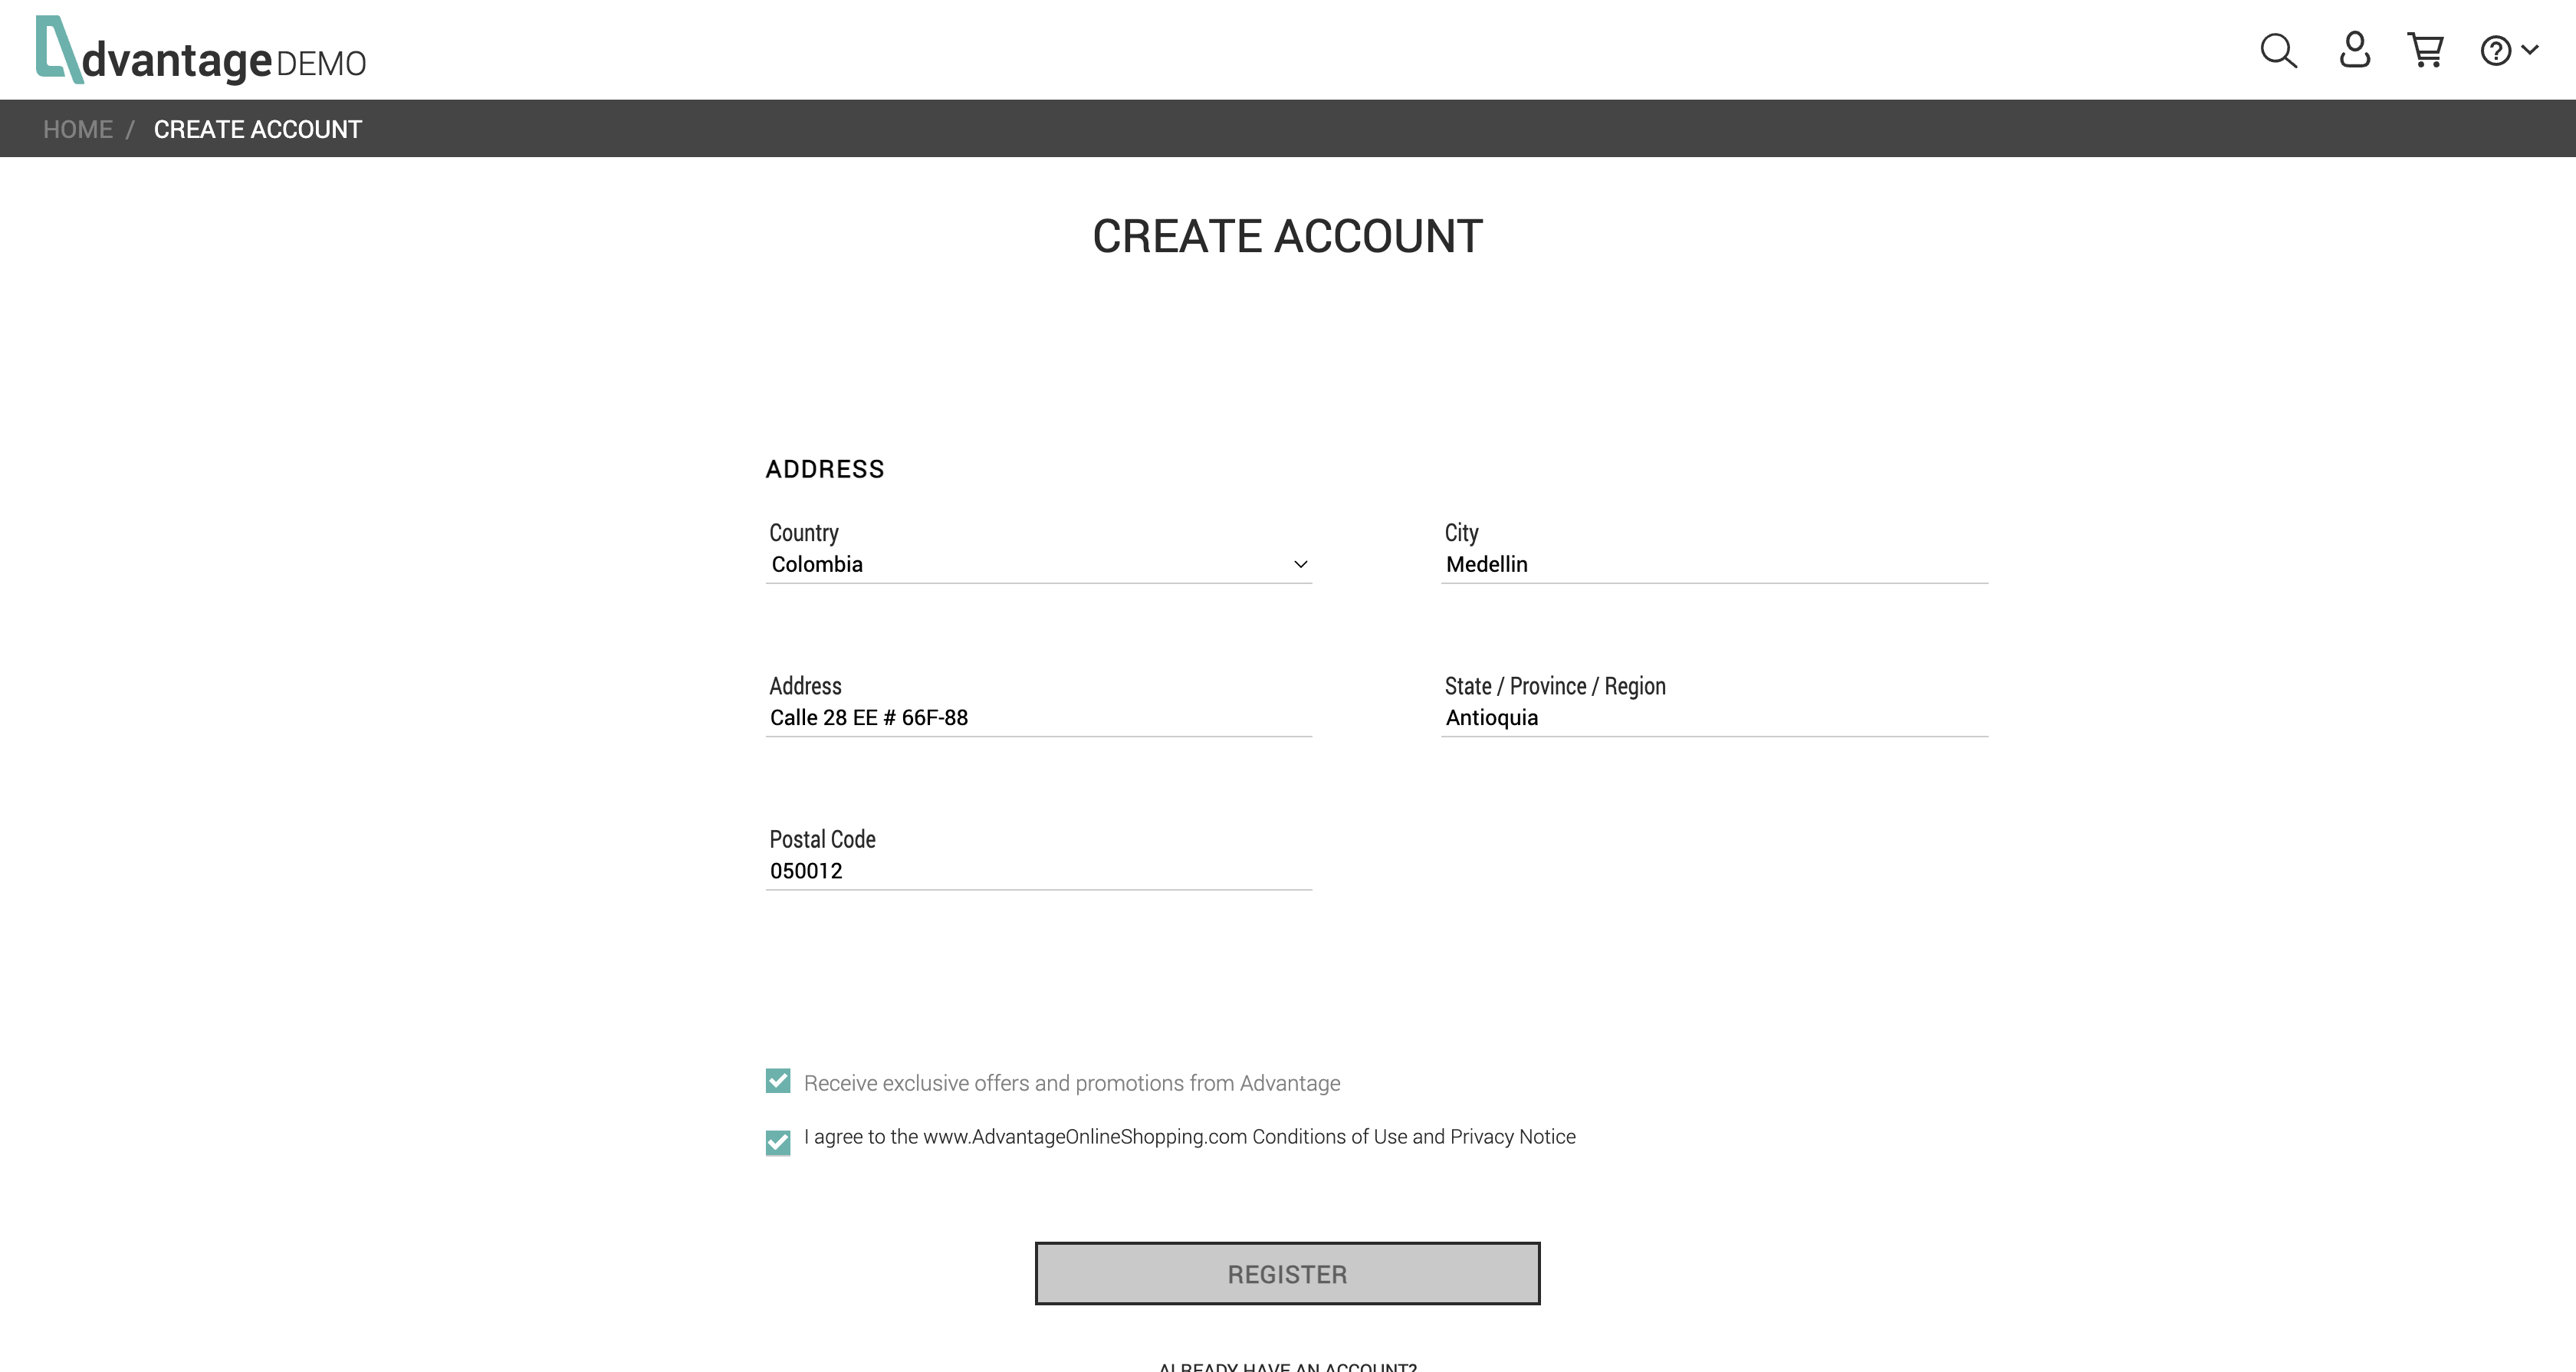 dvantage DEMO
HOME / CREATE ACCOUNT
CREATE ACCOUNT
ADDRESS
Country
Colombia
City
Medellin
Address
Calle 28 EE # 66F-88
State / Province / Region
Antioquia
Postal Code
050012
Receive exclusive offers and promotions from Advantage
I agree to the www.AdvantageOnlineShopping.com Conditions of Use and Privacy Notice
REGISTER
ALREADY HAVE AN ACCOUNT?